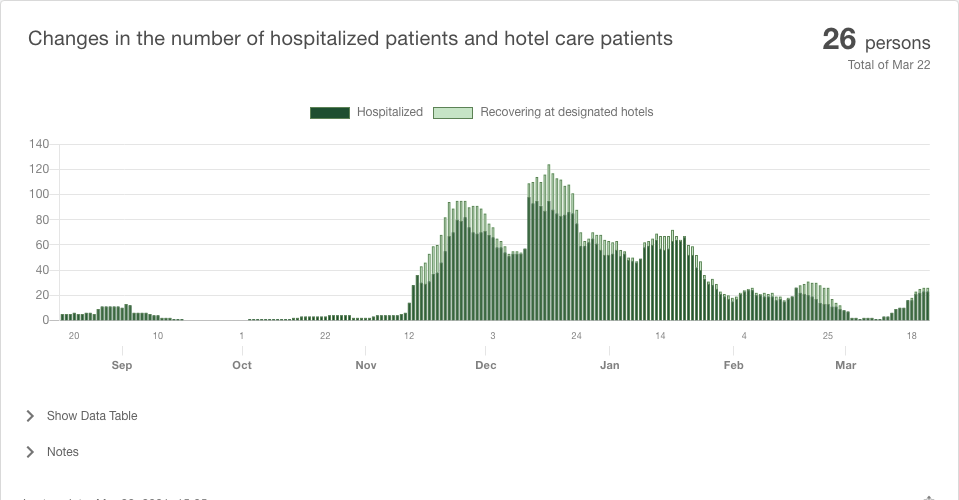 Changes in the number of hospitalized patients and hotel care patients
26 persons
Total of Mar 22
Hospitalized
Recovering at designated hotels
140
120
100
80
60
40
20
0
20 10 1 22 12 3 24 14 4 25 18
Sep Oct Nov Dec Jan Feb Mar
Show Data Table
Notes